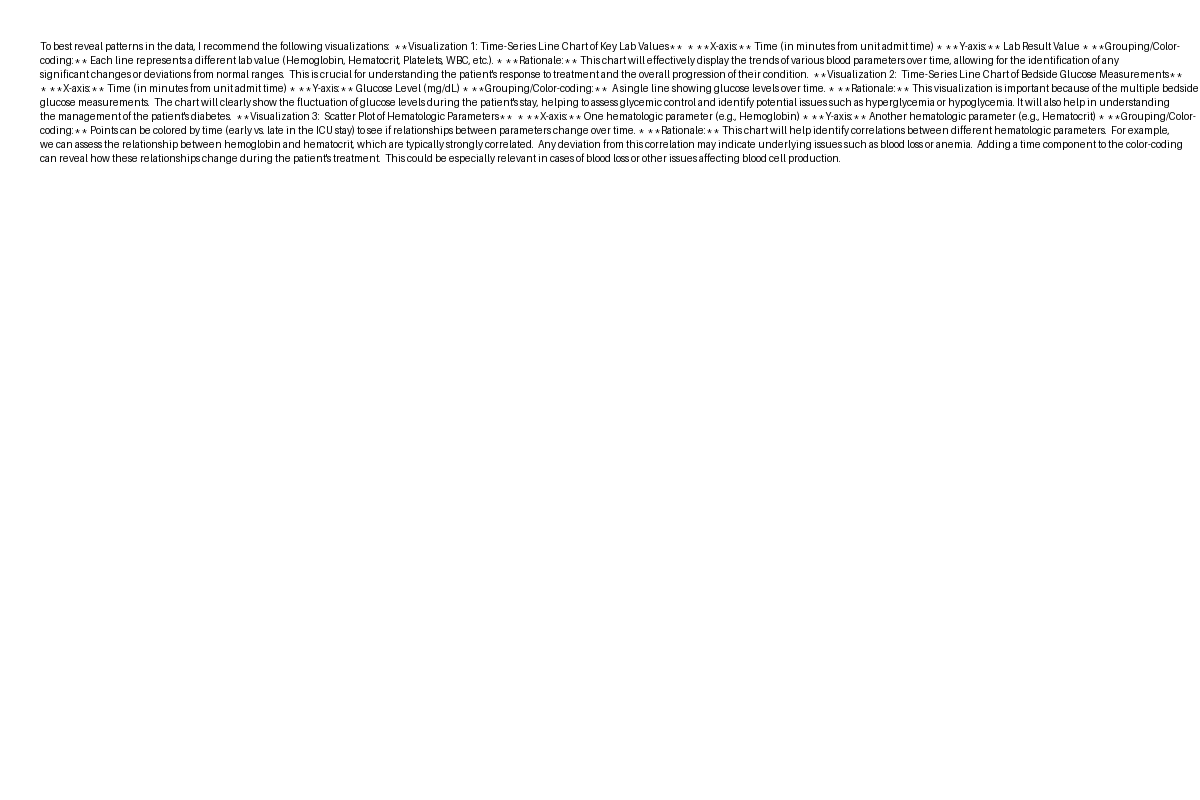 To best reveal patterns in the data, I recommend the following visualizations:  **Visualization 1: Time-Series Line Chart of Key Lab Values**  * **X-axis:** Time (in minutes from unit admit time) * **Y-axis:** Lab Result Value * **Grouping/Color-
coding:** Each line represents a different lab value (Hemoglobin, Hematocrit, Platelets, WBC, etc.). * **Rationale:** This chart will effectively display the trends of various blood parameters over time, allowing for the identification of any
significant changes or deviations from normal ranges.  This is crucial for understanding the patient's response to treatment and the overall progression of their condition.  **Visualization 2:  Time-Series Line Chart of Bedside Glucose Measurements**
* **X-axis:** Time (in minutes from unit admit time) * **Y-axis:** Glucose Level (mg/dL) * **Grouping/Color-coding:**  A single line showing glucose levels over time. * **Rationale:** This visualization is important because of the multiple bedside
glucose measurements.  The chart will clearly show the fluctuation of glucose levels during the patient's stay, helping to assess glycemic control and identify potential issues such as hyperglycemia or hypoglycemia. It will also help in understanding
the management of the patient's diabetes.  **Visualization 3:  Scatter Plot of Hematologic Parameters**  * **X-axis:** One hematologic parameter (e.g., Hemoglobin) * **Y-axis:** Another hematologic parameter (e.g., Hematocrit) * **Grouping/Color-
coding:** Points can be colored by time (early vs. late in the ICU stay) to see if relationships between parameters change over time. * **Rationale:** This chart will help identify correlations between different hematologic parameters.  For example,
we can assess the relationship between hemoglobin and hematocrit, which are typically strongly correlated.  Any deviation from this correlation may indicate underlying issues such as blood loss or anemia.  Adding a time component to the color-coding
can reveal how these relationships change during the patient's treatment.  This could be especially relevant in cases of blood loss or other issues affecting blood cell production.